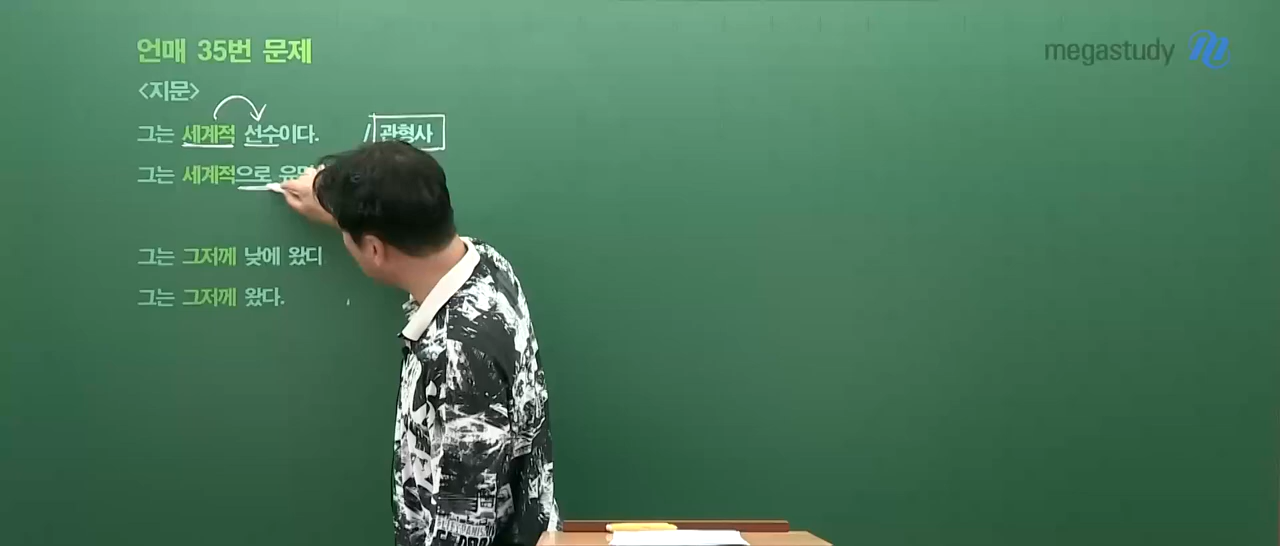 언매 35번 문제
megastudy
<지문>
그는 세계적 선수이다. / 관형사
그는 세계적으로
그는 그저께 낮에 왔다
그는 그저께 왔다.